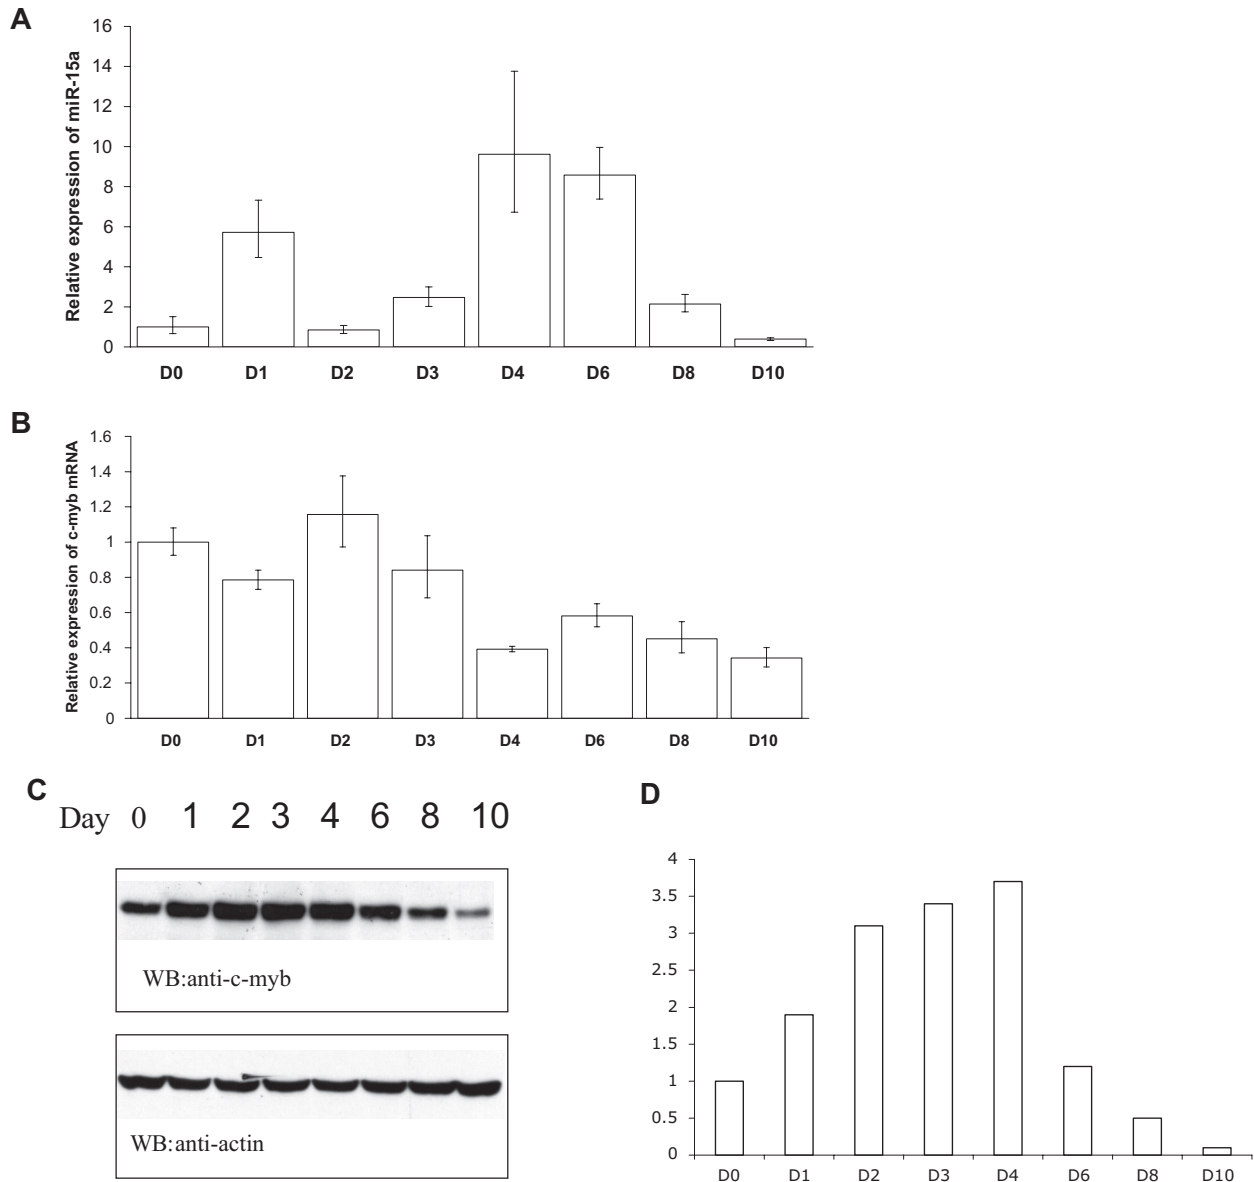 A
Relative expression of miR-15a
16
14
12
10
8
6
4
2
0
D0 D1 D2 D3 D4 D6 D8 D10
B
Relative expression of c-myb mRNA
1.6
1.4
1.2
1
0.8
0.6
0.4
0.2
0
D0 D1 D2 D3 D4 D6 D8 D10
C
Day 0 1 2 3 4 6 8 10
WB:anti-c-myb
WB:anti-actin
D
4
3.5
3
2.5
2
1.5
1
0.5
0
D0 D1 D2 D3 D4 D6 D8 D10